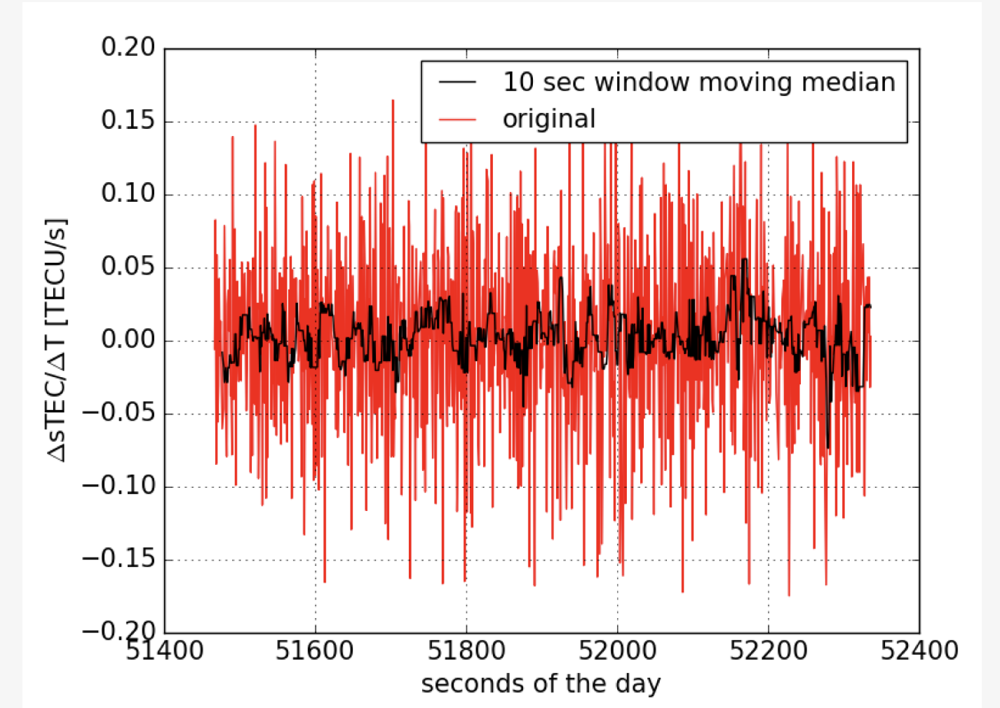 0.20
0.15
0.10
0.05
0.00
−0.05
−0.10
−0.15
−0.20
ΔsTEC/Δ T [TECU/s]
10 sec window moving median
original
51400 51600 51800 52000 52200 52400
seconds of the day